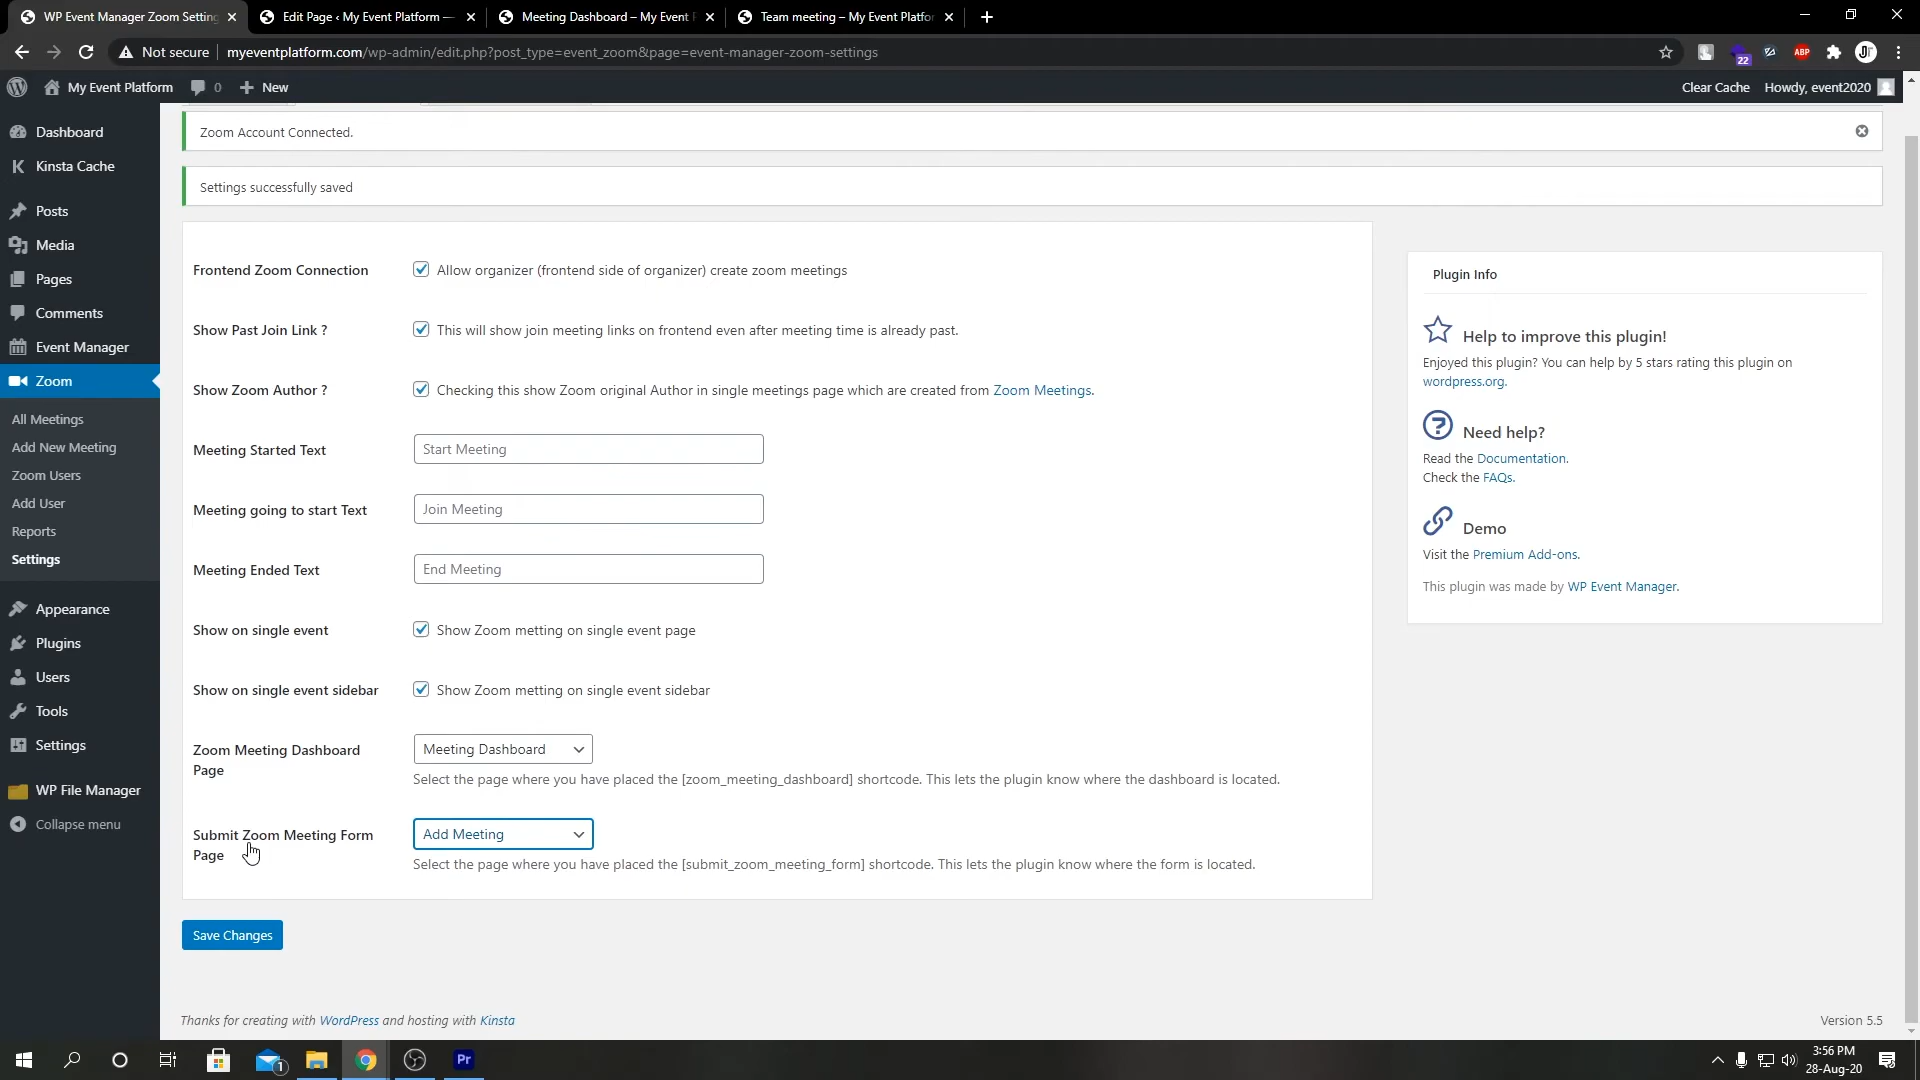 WP Event Manager Zoom Setting
Edit Page ‹ My Event Platform —
Meeting Dashboard – My Event P
Team meeting – My Event Platfor
Not secure
myeventplatform.com/wp-admin/edit.php?post_type=event_zoom&page=event-manager-zoom-settings
22
ABP
My Event Platform
0
New
Clear Cache
Howdy, event2020
Dashboard
Kinsta Cache
Posts
Media
Pages
Comments
Event Manager
Zoom
All Meetings
Add New Meeting
Zoom Users
Add User
Reports
Settings
Appearance
Plugins
Users
Tools
Settings
WP File Manager
Collapse menu
Zoom Account Connected.
Settings successfully saved
Frontend Zoom Connection
Allow organizer (frontend side of organizer) create zoom meetings
Show Past Join Link ?
This will show join meeting links on frontend even after meeting time is already past.
Show Zoom Author ?
Checking this show Zoom original Author in single meetings page which are created from Zoom Meetings.
Meeting Started Text
Start Meeting
Meeting going to start Text
Join Meeting
Meeting Ended Text
End Meeting
Show on single event
Show Zoom metting on single event page
Show on single event sidebar
Show Zoom metting on single event sidebar
Zoom Meeting Dashboard
Page
Meeting Dashboard
Select the page where you have placed the [zoom_meeting_dashboard] shortcode. This lets the plugin know where the dashboard is located.
Submit Zoom Meeting Form
Page
Add Meeting
Select the page where you have placed the [submit_zoom_meeting_form] shortcode. This lets the plugin know where the form is located.
Save Changes
Plugin Info
Help to improve this plugin!
Enjoyed this plugin? You can help by 5 stars rating this plugin on
wordpress.org.
Need help?
Read the Documentation.
Check the FAQs.
Demo
Visit the Premium Add-ons.
This plugin was made by WP Event Manager.
Thanks for creating with WordPress and hosting with Kinsta
Version 5.5
1
Pr
3:56 PM
28-Aug-20